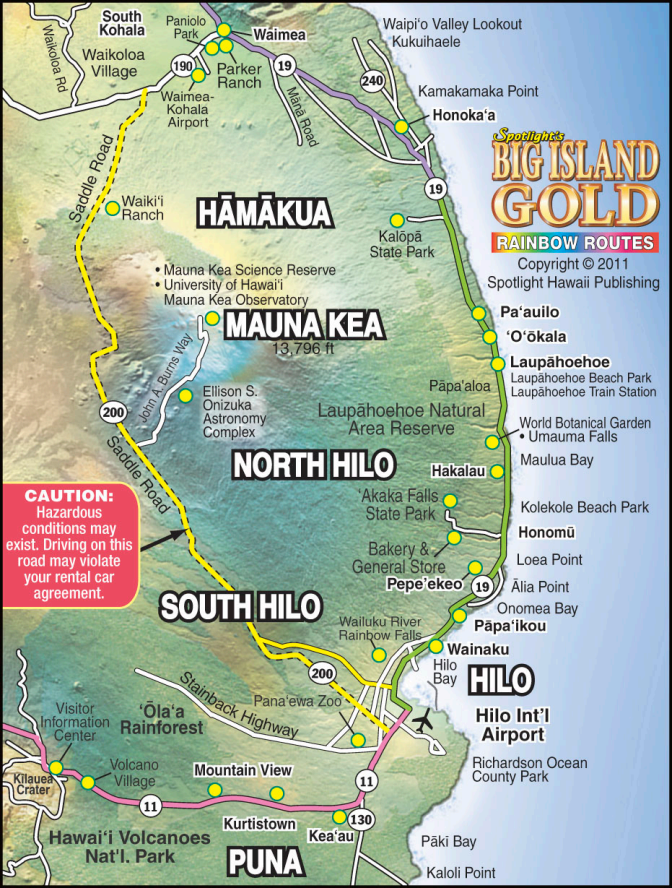 South
Kohala
Paniolo
Park
Waimea
Waipi‘o Valley Lookout
Kukuihaele
Waikoloa Rd
Waikoloa
Village
190
Parker
Ranch
19
240
Waimea-
Kohala
Airport
Mānā Road
Kamakamaka Point
Honoka‘a
Spotlight's
BIG ISLAND
GOLD
RAINBOW ROUTES
Copyright © 2011
Spotlight Hawaii Publishing
Saddle Road
19
Waiki‘i
Ranch
HĀMĀKUA
Kalōpā
State Park
• Mauna Kea Science Reserve
• University of Hawai‘i
Mauna Kea Observatory
MAUNA KEA
13,796 ft
Pa‘auilo
‘O‘ōkala
Laupāhoehoe
Laupāhoehoe Beach Park
Laupāhoehoe Train Station
John A. Burns Way
Pāpa‘aloa
Ellison S.
Onizuka
Astronomy
Complex
Laupāhoehoe Natural
Area Reserve
200
Saddle Road
World Botanical Garden
• Umauma Falls
NORTH HILO
Hakalau
Maulua Bay
CAUTION:
Hazardous
conditions may
exist. Driving on this
road may violate
your rental car
agreement.
‘Akaka Falls
State Park
Kolekole Beach Park
Honomū
Bakery &
General Store
Loea Point
Pepe‘ekeo
19
Ālia Point
Onomea Bay
SOUTH HILO
Wailuku River
Rainbow Falls
Pāpa‘ikou
Wainaku
Hilo
Bay
HILO
200
Stainback Highway
Pana‘ewa Zoo
Hilo Int'l
Airport
Visitor
Information
Center
‘Ōla‘a
Rainforest
Richardson Ocean
County Park
Kilauea
Crater
Volcano
Village
Mountain View
11
11
Kurtistown
Kea‘au
130
Hawai‘i Volcanoes
Nat'l. Park
PUNA
Pāki Bay
Kaloli Point